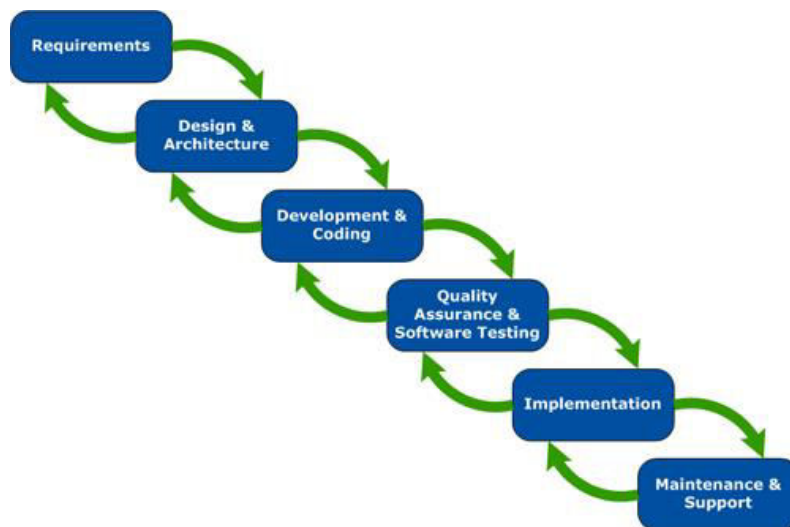 Requirements
Design &
Architecture
Development &
Coding
Quality
Assurance &
Software Testing
Implementation
Maintenance &
Support